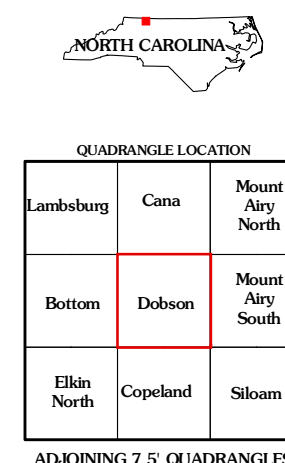 NORTH CAROLINA
QUADRANGLE LOCATION
Lambsburg
Cana
Mount
Airy
North
Bottom
Dobson
Mount
Airy
South
Elkin
North
Copeland
Siloam
ADJOINING 7.5' QUADRANGLES